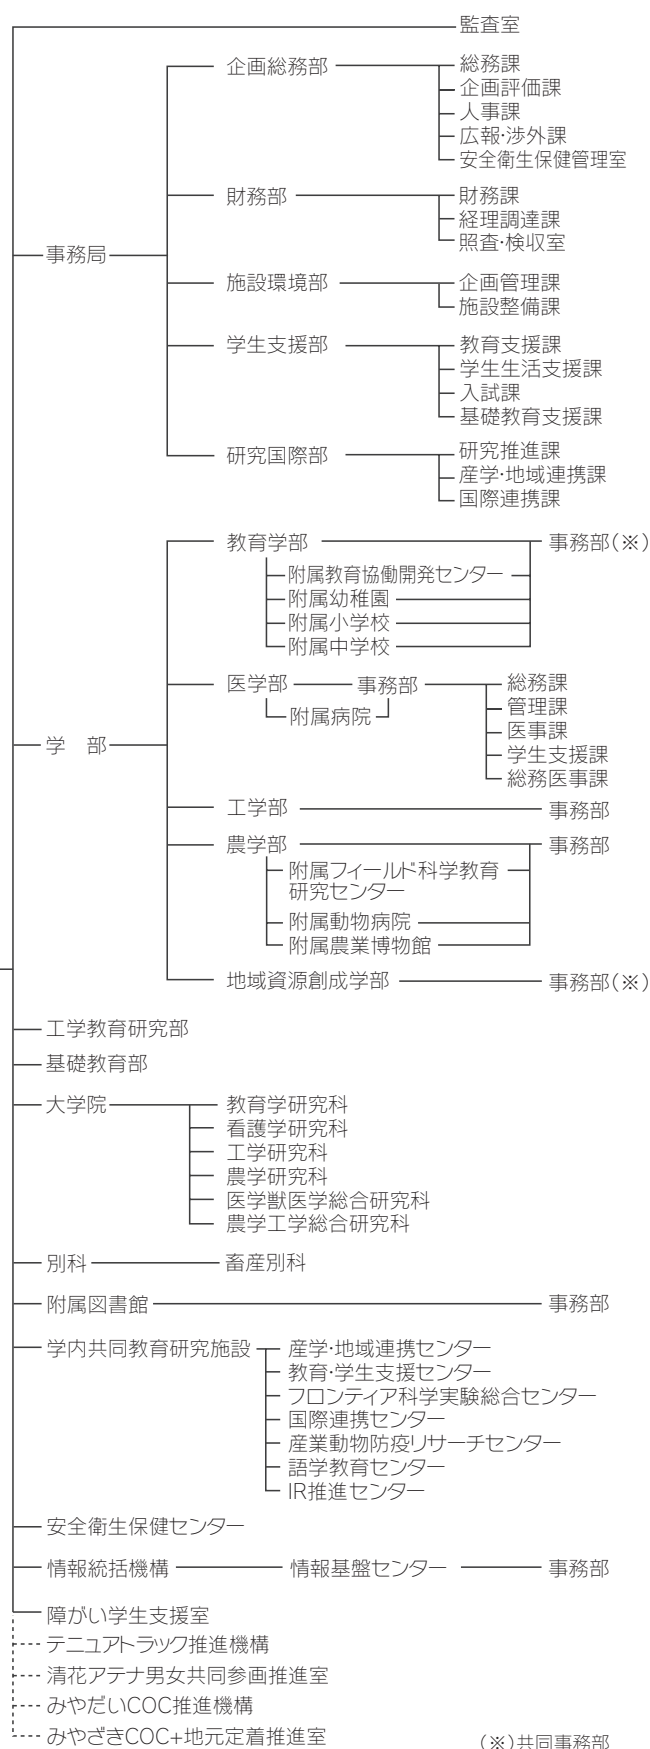 監査室
事務局
企画総務部
総務課
企画評価課
人事課
広報・渉外課
安全衛生保健管理室
財務部
財務課
経理調達課
照査・検収室
施設環境部
企画管理課
施設整備課
学生支援部
教育支援課
学生生活支援課
入試課
基礎教育支援課
研究国際部
研究推進課
産学・地域連携課
国際連携課
学　部
教育学部
事務部(※)
附属教育協働開発センター
附属幼稚園
附属小学校
附属中学校
医学部
事務部
附属病院
総務課
管理課
医事課
学生支援課
総務医事課
工学部
事務部
農学部
事務部
附属フィールド科学教育
研究センター
附属動物病院
附属農業博物館
地域資源創成学部
事務部(※)
工学教育研究部
基礎教育部
大学院
教育学研究科
看護学研究科
工学研究科
農学研究科
医学獣医学総合研究科
農学工学総合研究科
別科
畜産別科
附属図書館
事務部
学内共同教育研究施設
産学・地域連携センター
教育・学生支援センター
フロンティア科学実験総合センター
国際連携センター
産業動物防疫リサーチセンター
語学教育センター
IR推進センター
安全衛生保健センター
情報統括機構
情報基盤センター
事務部
障がい学生支援室
テニュアトラック推進機構
清花アテナ男女共同参画推進室
みやだいCOC推進機構
みやざきCOC+地元定着推進室
(※)共同事務部